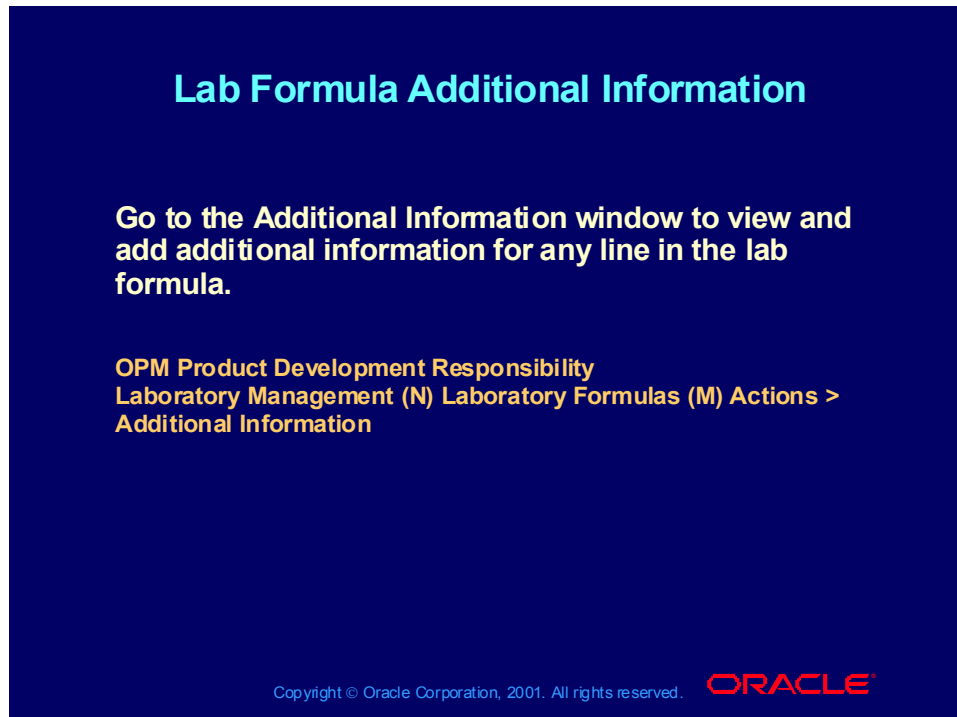 Lab Formula Additional Information
Go to the Additional Information window to view and
add additional information for any line in the lab
formula.
OPM Product Development Responsibility
Laboratory Management (N) Laboratory Formulas (M) Actions >
Additional Information
Copyright © Oracle Corporation, 2001. All rights reserved.
ORACLE®